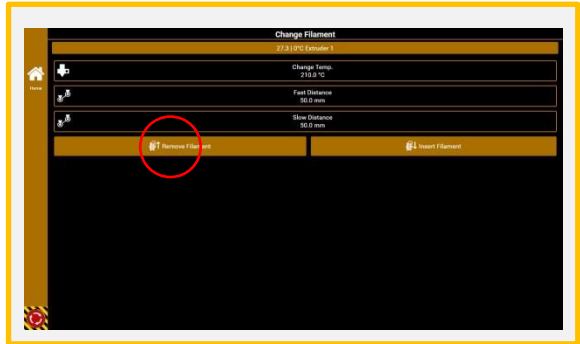 Change Filament
27.3 | 0°C Extruder 1
Home
Change Temp.
210.0 °C
Fast Distance
50.0 mm
Slow Distance
50.0 mm
Remove Filament
Insert Filament